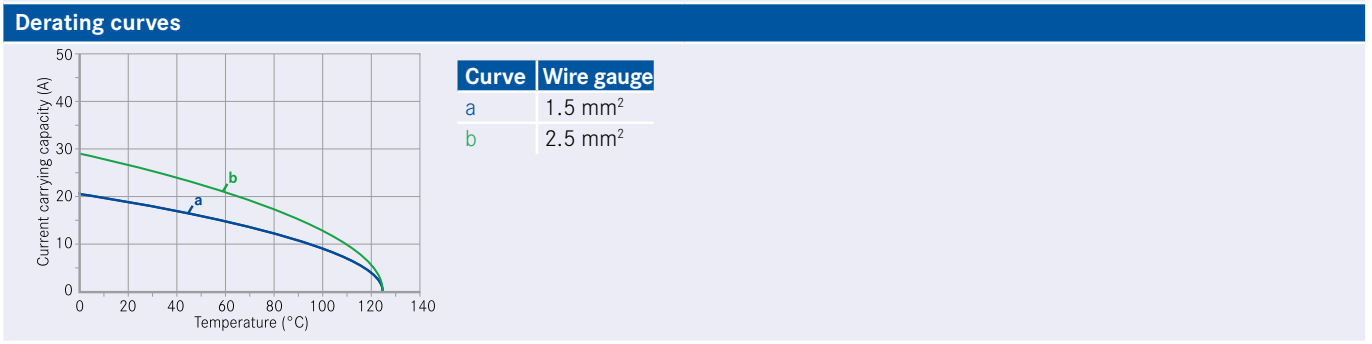 Derating curves
Current carrying capacity (A)
50
40
30
20
10
0
b
a
0 20 40 60 80 100 120 140
Temperature (°C)
Curve Wire gauge
a 1.5 mm²
b 2.5 mm²